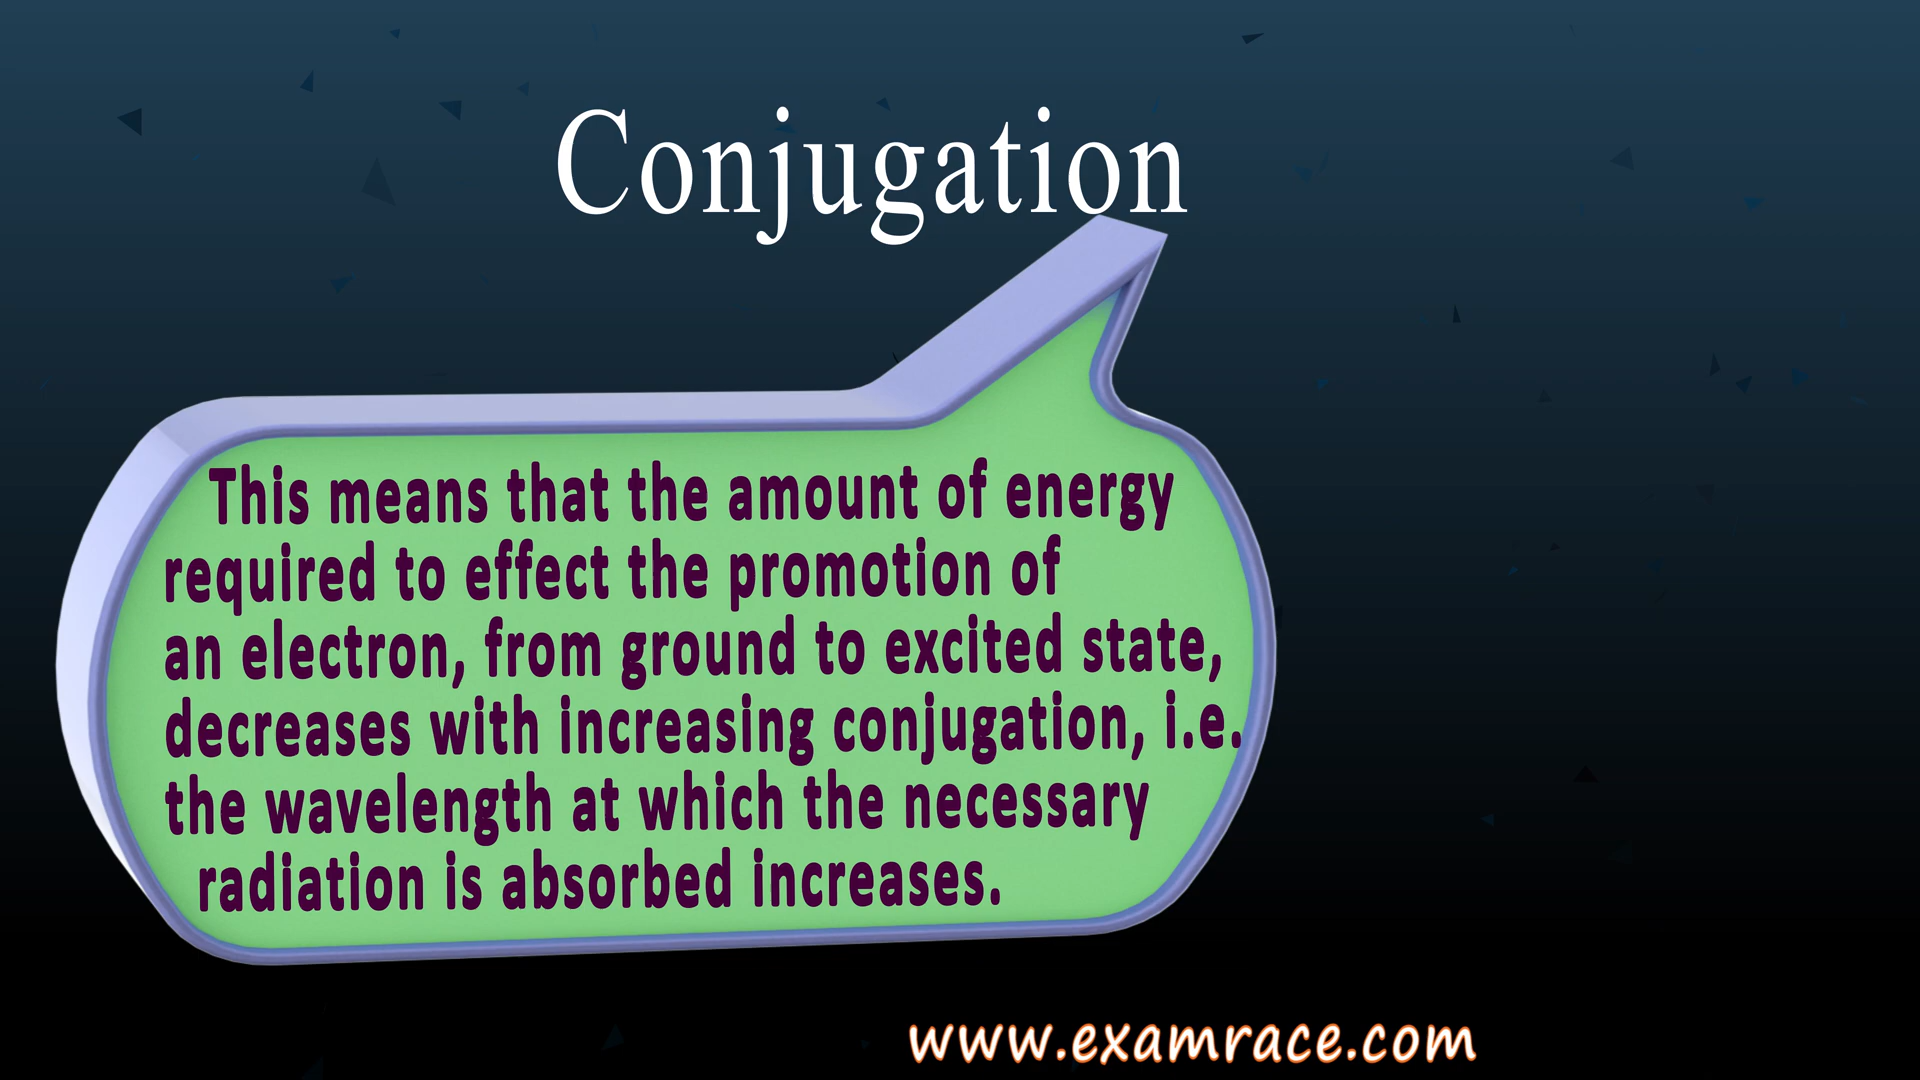 Conjugation
This means that the amount of energy
required to effect the promotion of
an electron, from ground to excited state,
decreases with increasing conjugation, i.e.
the wavelength at which the necessary
radiation is absorbed increases.
www.examrace.com